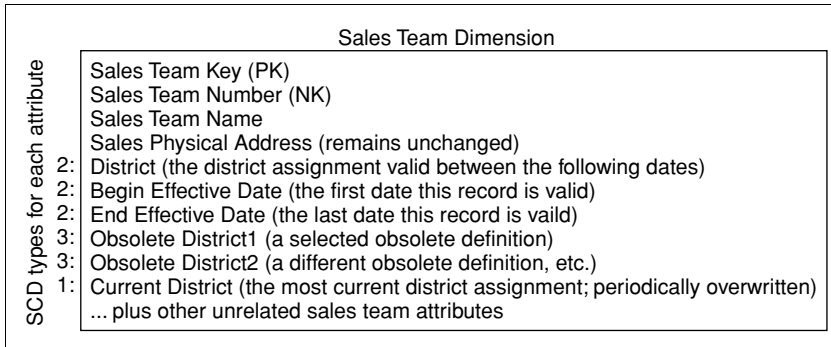 Sales Team Dimension
SCD types for each attribute
Sales Team Key (PK)
Sales Team Number (NK)
Sales Team Name
Sales Physical Address (remains unchanged)
2: District (the district assignment valid between the following dates)
2: Begin Effective Date (the first date this record is valid)
2: End Effective Date (the last date this record is vaild)
3: Obsolete District1 (a selected obsolete definition)
3: Obsolete District2 (a different obsolete definition, etc.)
1: Current District (the most current district assignment; periodically overwritten)
... plus other unrelated sales team attributes